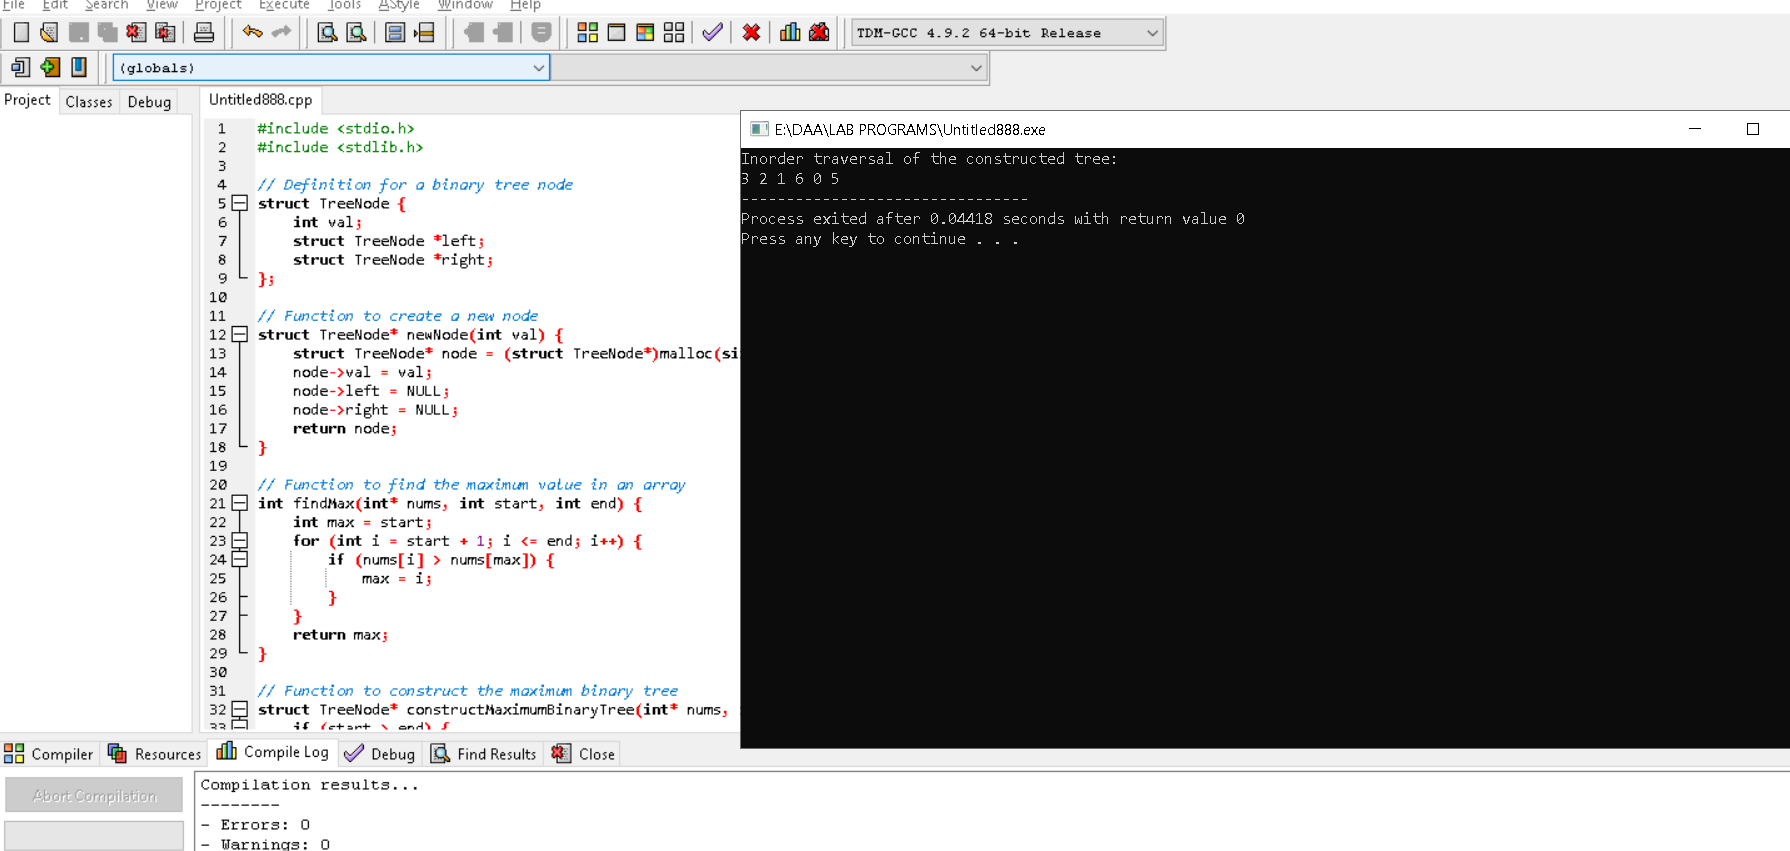 File Edit Search View Project Execute Tools AStyle Window Help
TDM-GCC 4.9.2 64-bit Release
(globals)
Project Classes Debug
Untitled888.cpp
1 #include <stdio.h>
2 #include <stdlib.h>
3
4 // Definition for a binary tree node
5 struct TreeNode {
6 int val;
7 struct TreeNode *left;
8 struct TreeNode *right;
9 };
10
11 // Function to create a new node
12 struct TreeNode* newNode(int val) {
13 struct TreeNode* node = (struct TreeNode*)malloc(si
14 node->val = val;
15 node->left = NULL;
16 node->right = NULL;
17 return node;
18 }
19
20 // Function to find the maximum value in an array
21 int findMax(int* nums, int start, int end) {
22 int max = start;
23 for (int i = start + 1; i <= end; i++) {
24 if (nums[i] > nums[max]) {
25 max = i;
26 }
27 }
28 return max;
29 }
30
31 // Function to construct the maximum binary tree
32 struct TreeNode* constructMaximumBinaryTree(int* nums,
33 if (start > end) {
E:\DAA\LAB PROGRAMS\Untitled888.exe
Inorder traversal of the constructed tree:
3 2 1 6 0 5
--------------------------------
Process exited after 0.04418 seconds with return value 0
Press any key to continue . . .
Compiler Resources Compile Log Debug Find Results Close
Abort Compilation
Compilation results...
--------
- Errors: 0
- Warnings: 0